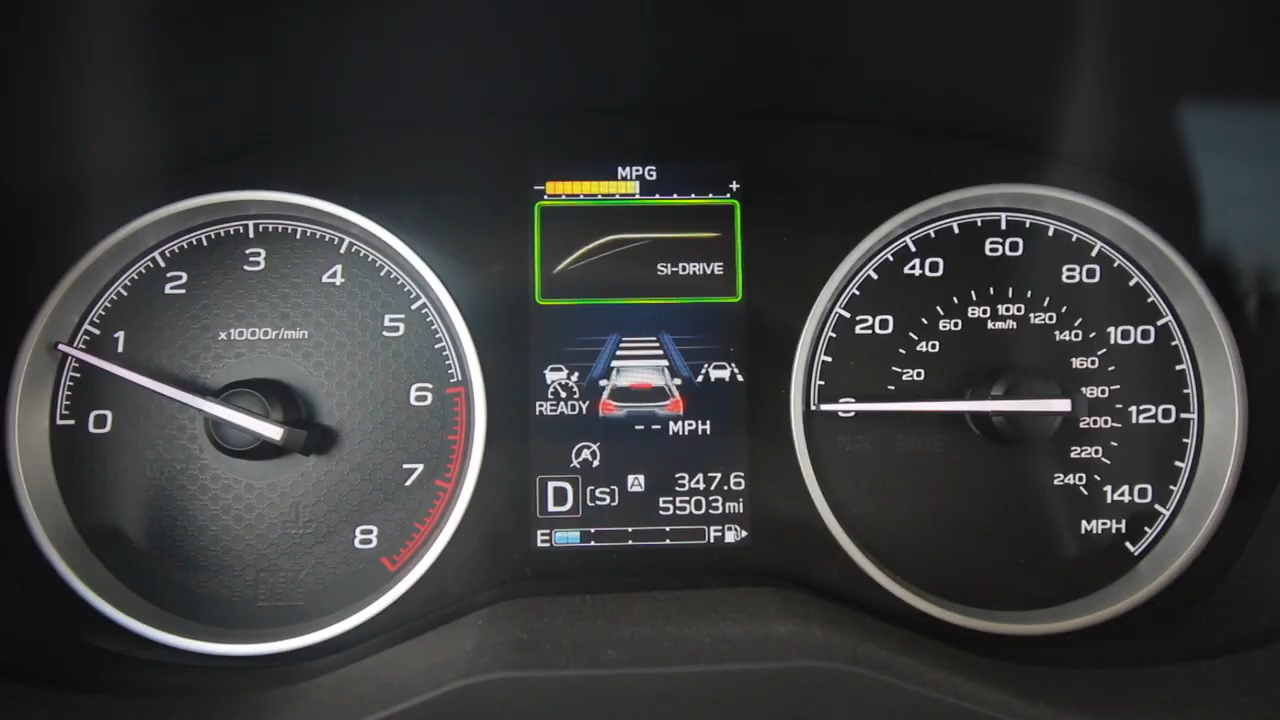 0
1
2
3
4
5
6
7
8
x1000r/min
MPG
− +
SI-DRIVE
READY
-- MPH
A
D [S] A 347.6
5503mi
E F
0
20
40
60
80
100
120
140
MPH
20
40
60
80
100
120
140
160
180
200
220
240
km/h